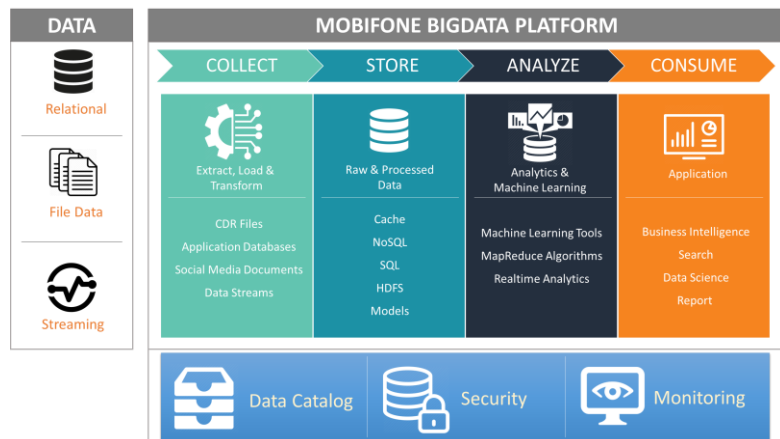 DATA
Relational
File Data
Streaming
MOBIFONE BIGDATA PLATFORM
COLLECT
STORE
ANALYZE
CONSUME
Extract, Load &
Transform
CDR Files
Application Databases
Social Media Documents
Data Streams
Raw & Processed
Data
Cache
NoSQL
SQL
HDFS
Models
Analytics &
Machine Learning
Machine Learning Tools
MapReduce Algorithms
Realtime Analytics
Application
Business Intelligence
Search
Data Science
Report
Data Catalog
Security
Monitoring